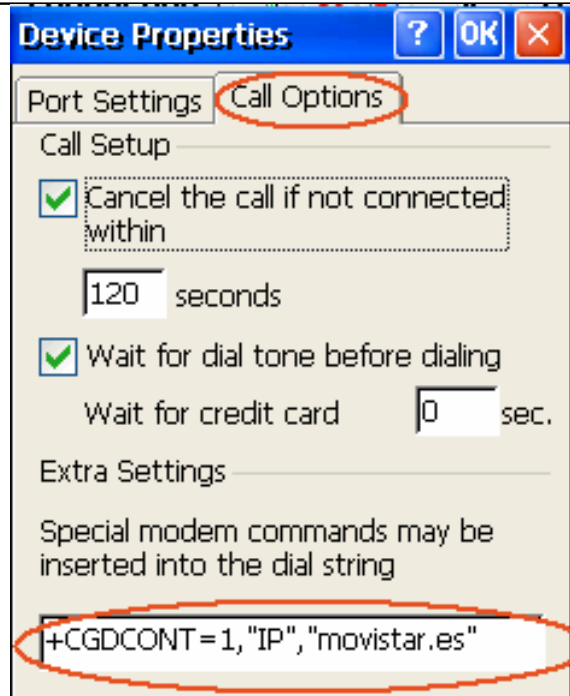 Device Properties ? OK ×
Port Settings Call Options
Call Setup
Cancel the call if not connected
within
120 seconds
Wait for dial tone before dialing
Wait for credit card 0 sec.
Extra Settings
Special modem commands may be
inserted into the dial string
+CGDCONT=1,"IP","movistar.es"